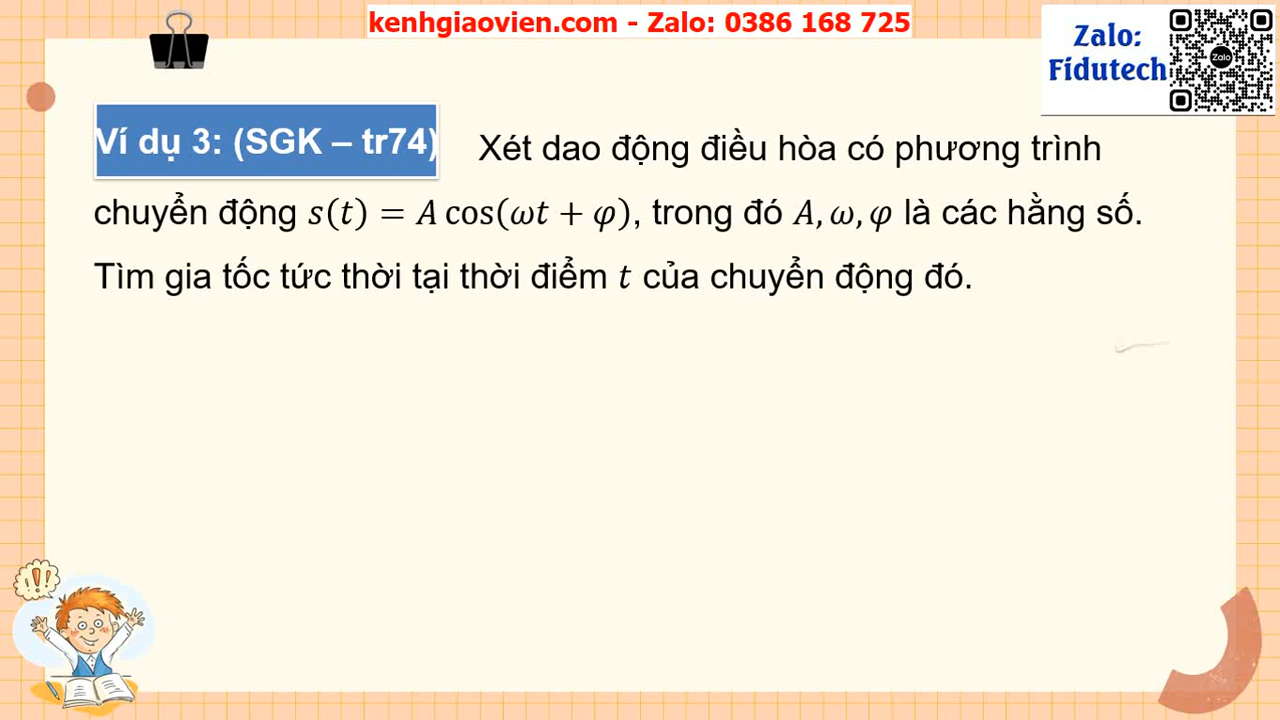 kenhgiaovien.com - Zalo: 0386 168 725
Zalo:
Fidutech
Zalo
Ví dụ 3: (SGK – tr74) Xét dao động điều hòa có phương trình
chuyển động s(t) = A cos(ωt + φ), trong đó A, ω, φ là các hằng số.
Tìm gia tốc tức thời tại thời điểm t của chuyển động đó.
!!!